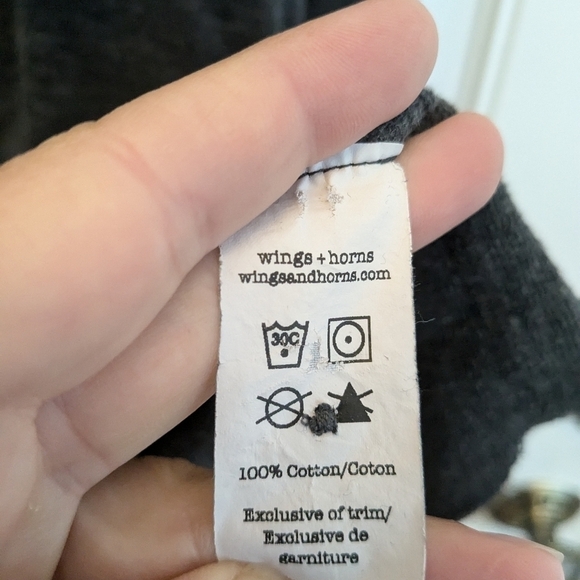 wings + horns
wingsandhorns.com
30C
100% Cotton/Coton
Exclusive of trim/
Exclusive de
garniture